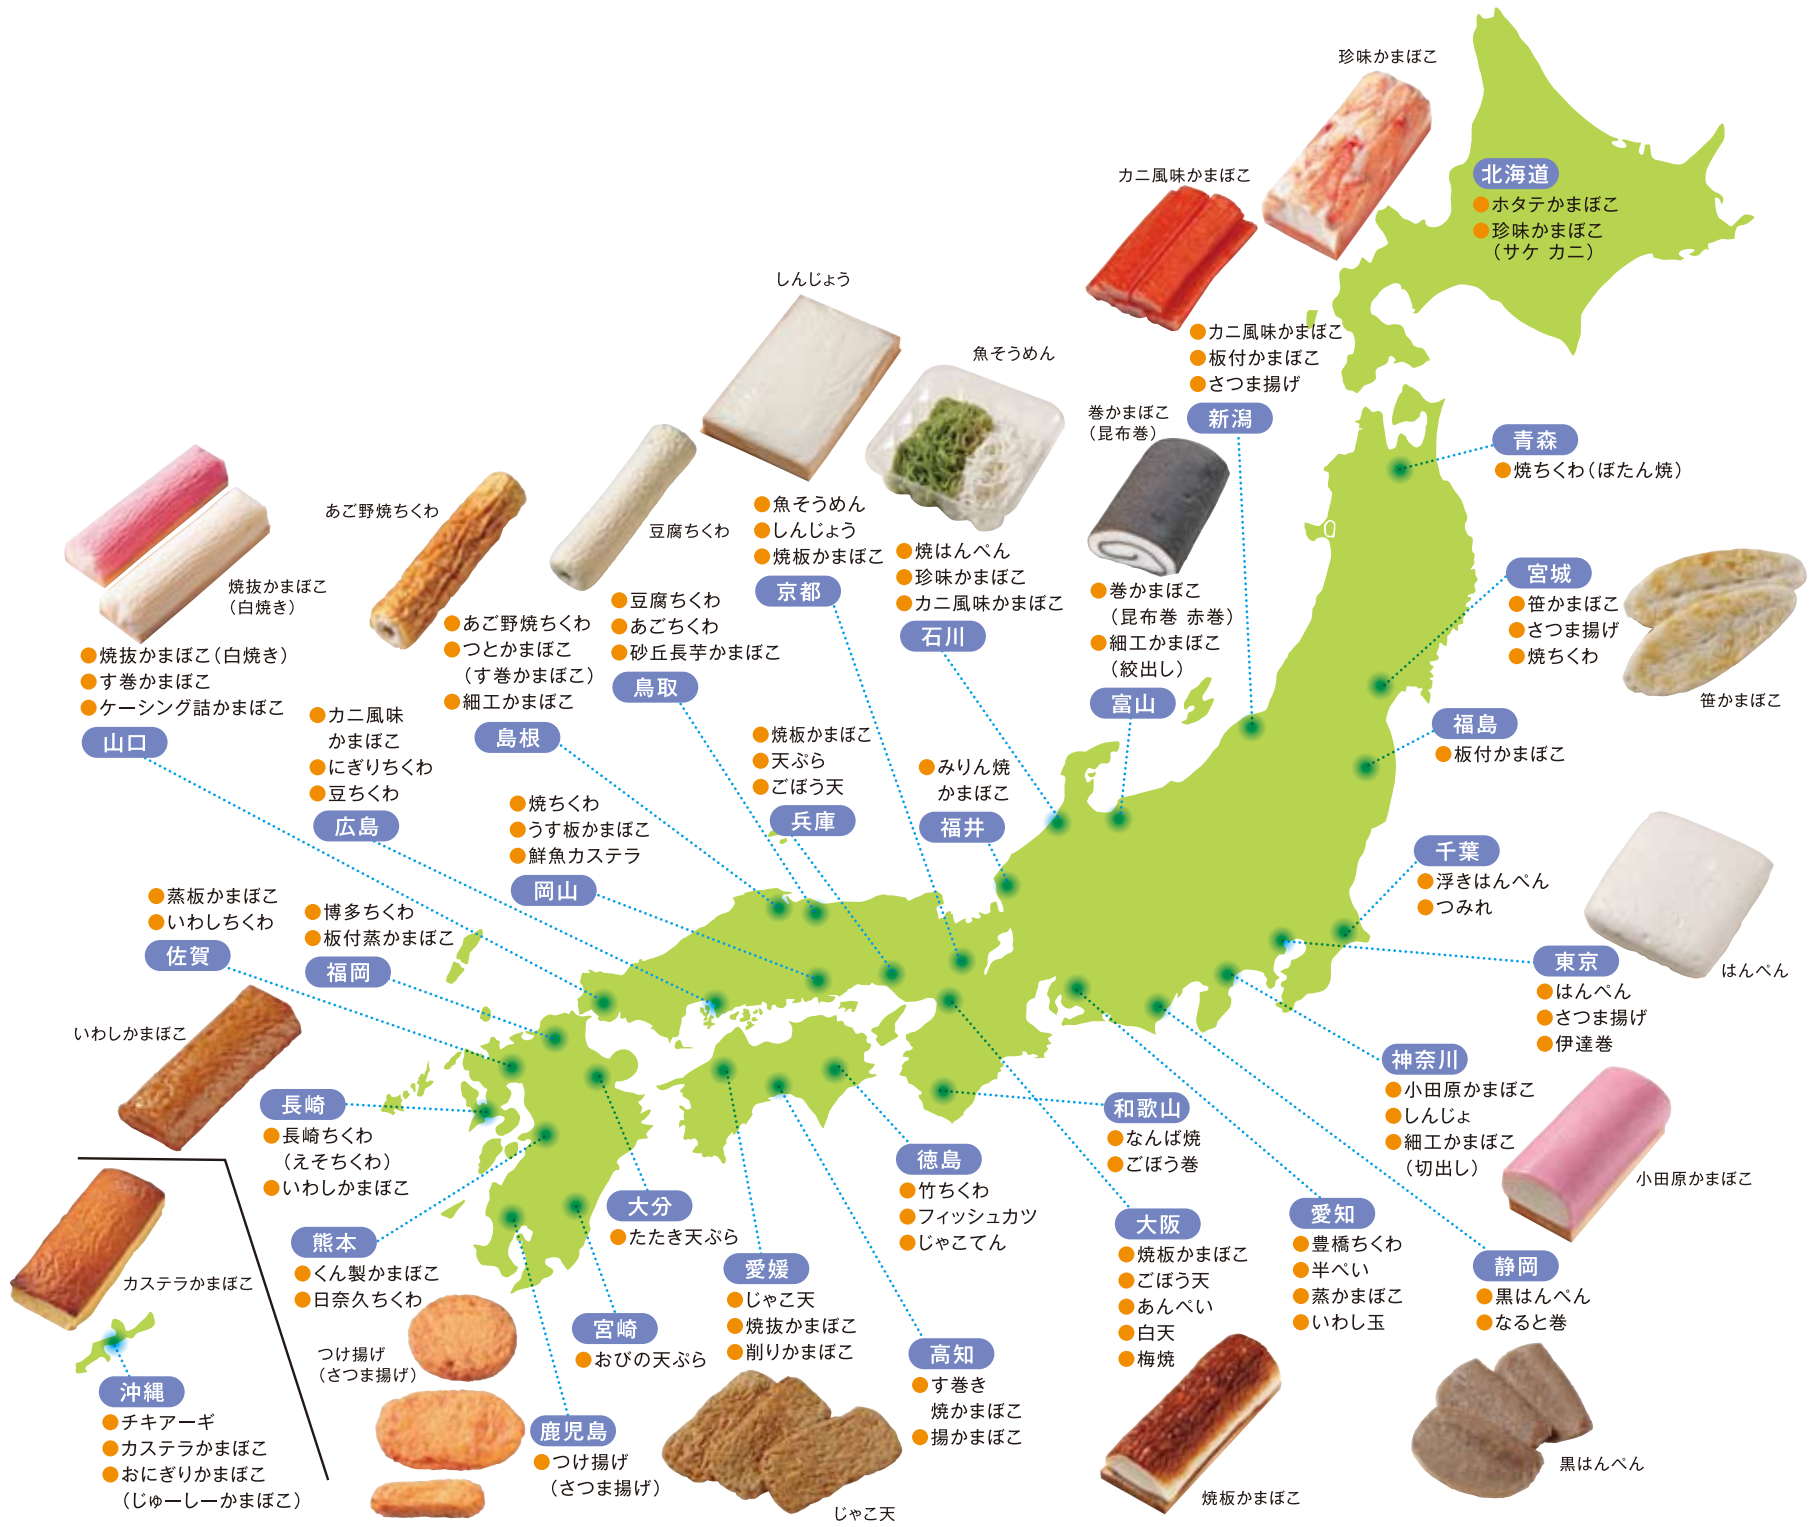 珍味かまぼこ
カニ風味かまぼこ
北海道
ホタテかまぼこ
珍味かまぼこ
（サケ カニ）
カニ風味かまぼこ
板付かまぼこ
さつま揚げ
新潟
しんじょう
魚そうめん
巻かまぼこ
（昆布巻）
青森
焼ちくわ（ぼたん焼）
魚そうめん
しんじょう
焼板かまぼこ
京都
焼はんぺん
珍味かまぼこ
カニ風味かまぼこ
石川
巻かまぼこ
（昆布巻 赤巻）
細工かまぼこ
（絞出し）
富山
宮城
笹かまぼこ
さつま揚げ
焼ちくわ
笹かまぼこ
福島
板付かまぼこ
焼抜かまぼこ
（白焼き）
焼抜かまぼこ（白焼き）
す巻かまぼこ
ケーシング詰かまぼこ
山口
あご野焼ちくわ
あご野焼ちくわ
つとかまぼこ
（す巻かまぼこ）
細工かまぼこ
島根
豆腐ちくわ
豆腐ちくわ
あごちくわ
砂丘長芋かまぼこ
鳥取
カニ風味
かまぼこ
にぎりちくわ
豆ちくわ
広島
焼ちくわ
うす板かまぼこ
鮮魚カステラ
岡山
焼板かまぼこ
天ぷら
ごぼう天
兵庫
みりん焼
かまぼこ
福井
千葉
浮きはんぺん
つみれ
はんぺん
東京
はんぺん
さつま揚げ
伊達巻
神奈川
小田原かまぼこ
しんじょ
細工かまぼこ
（切出し）
小田原かまぼこ
蒸板かまぼこ
いわしちくわ
佐賀
博多ちくわ
板付蒸かまぼこ
福岡
いわしかまぼこ
長崎
長崎ちくわ
（えそちくわ）
いわしかまぼこ
熊本
くん製かまぼこ
日奈久ちくわ
大分
たたき天ぷら
宮崎
おびの天ぷら
鹿児島
つけ揚げ
（さつま揚げ）
つけ揚げ
（さつま揚げ）
カステラかまぼこ
沖縄
チキアーギ
カステラかまぼこ
おにぎりかまぼこ
（じゅーしーかまぼこ）
愛媛
じゃこ天
焼抜かまぼこ
削りかまぼこ
じゃこ天
高知
す巻き
焼かまぼこ
揚かまぼこ
徳島
竹ちくわ
フィッシュカツ
じゃこてん
和歌山
なんば焼
ごぼう巻
大阪
焼板かまぼこ
ごぼう天
あんぺい
白天
梅焼
焼板かまぼこ
愛知
豊橋ちくわ
半ぺい
蒸かまぼこ
いわし玉
静岡
黒はんぺん
なると巻
黒はんぺん